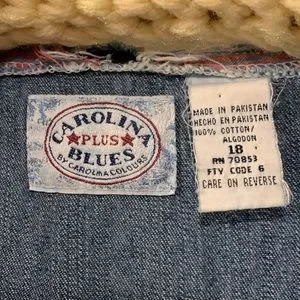 CAROLINA
★PLUS★
BLUES
BY CAROLINA COLOURS
MADE IN PAKISTAN
HECHO EN PAKISTAN
100% COTTON/
ALGODON
18
RN 70853
FTY CODE 6
CARE ON REVERSE